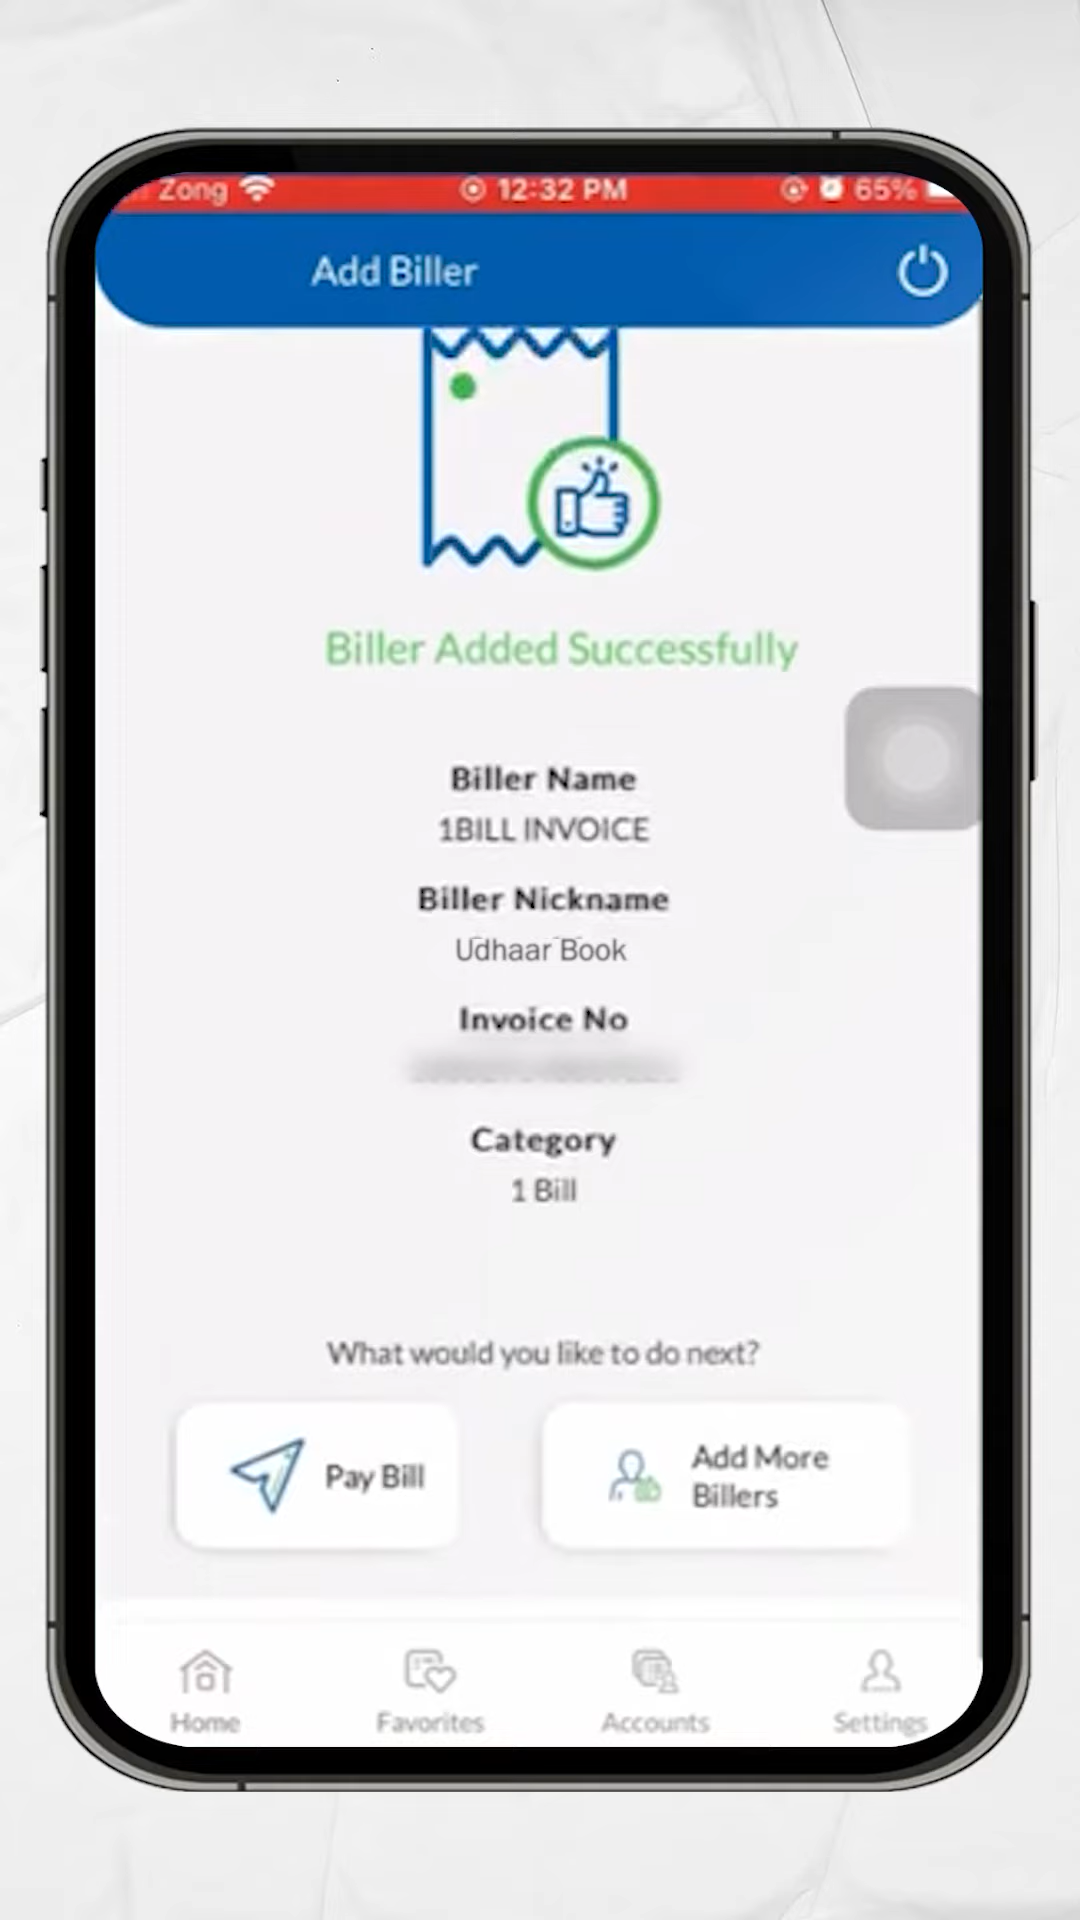 Zong
12:32 PM
65%
Add Biller
Biller Added Successfully
Biller Name
1BILL INVOICE
Biller Nickname
Udhaar Book
Invoice No
Category
1 Bill
What would you like to do next?
Pay Bill
Add More
Billers
Home
Favorites
Accounts
Settings